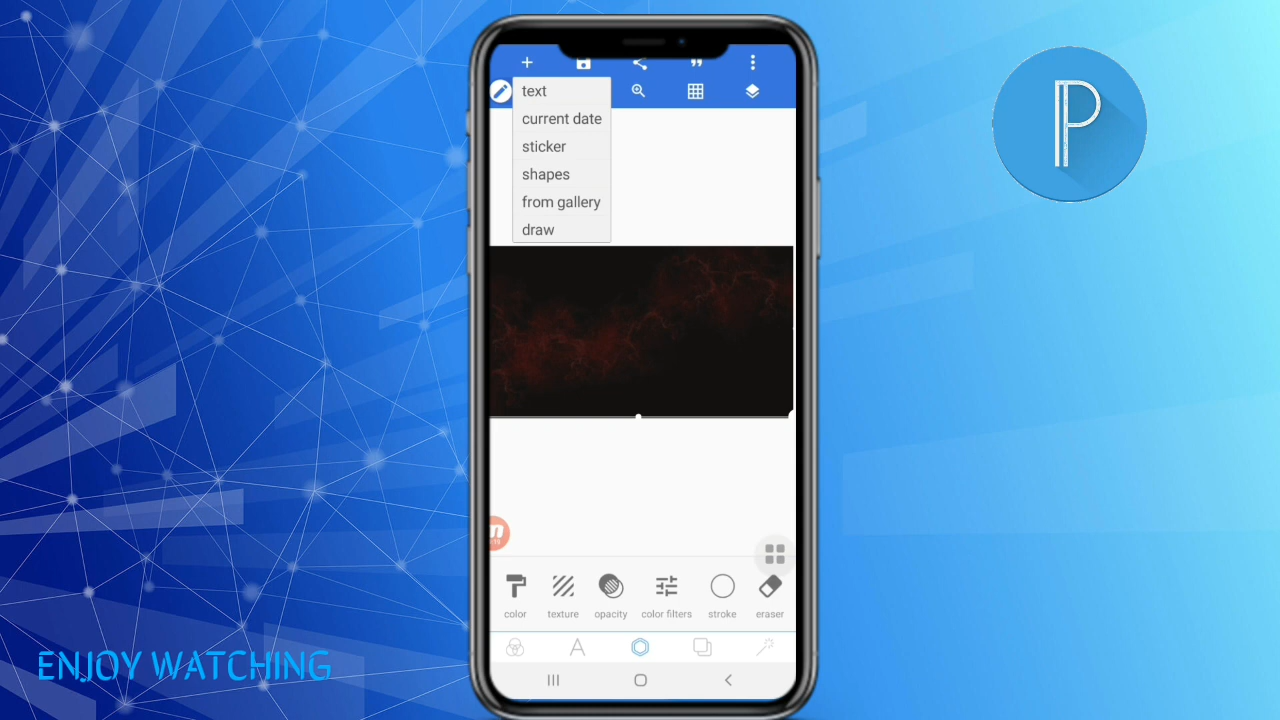 text
current date
sticker
shapes
from gallery
draw
color
texture
opacity
color filters
stroke
eraser
ENJOY WATCHING